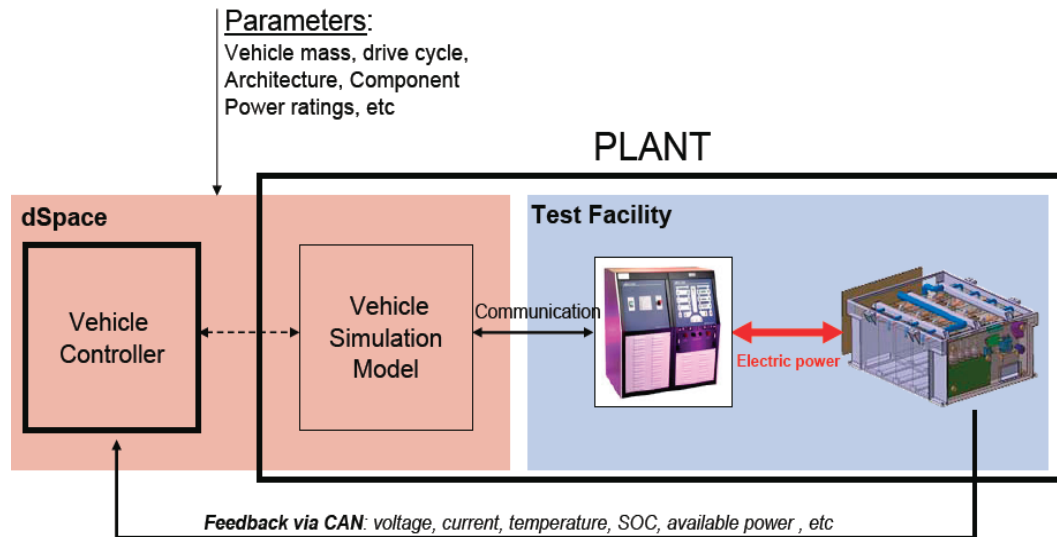 Parameters:
Vehicle mass, drive cycle,
Architecture, Component
Power ratings, etc
PLANT
dSpace
Test Facility
Vehicle
Controller
Vehicle
Simulation
Model
Communication
Electric power
Feedback via CAN: voltage, current, temperature, SOC, available power , etc